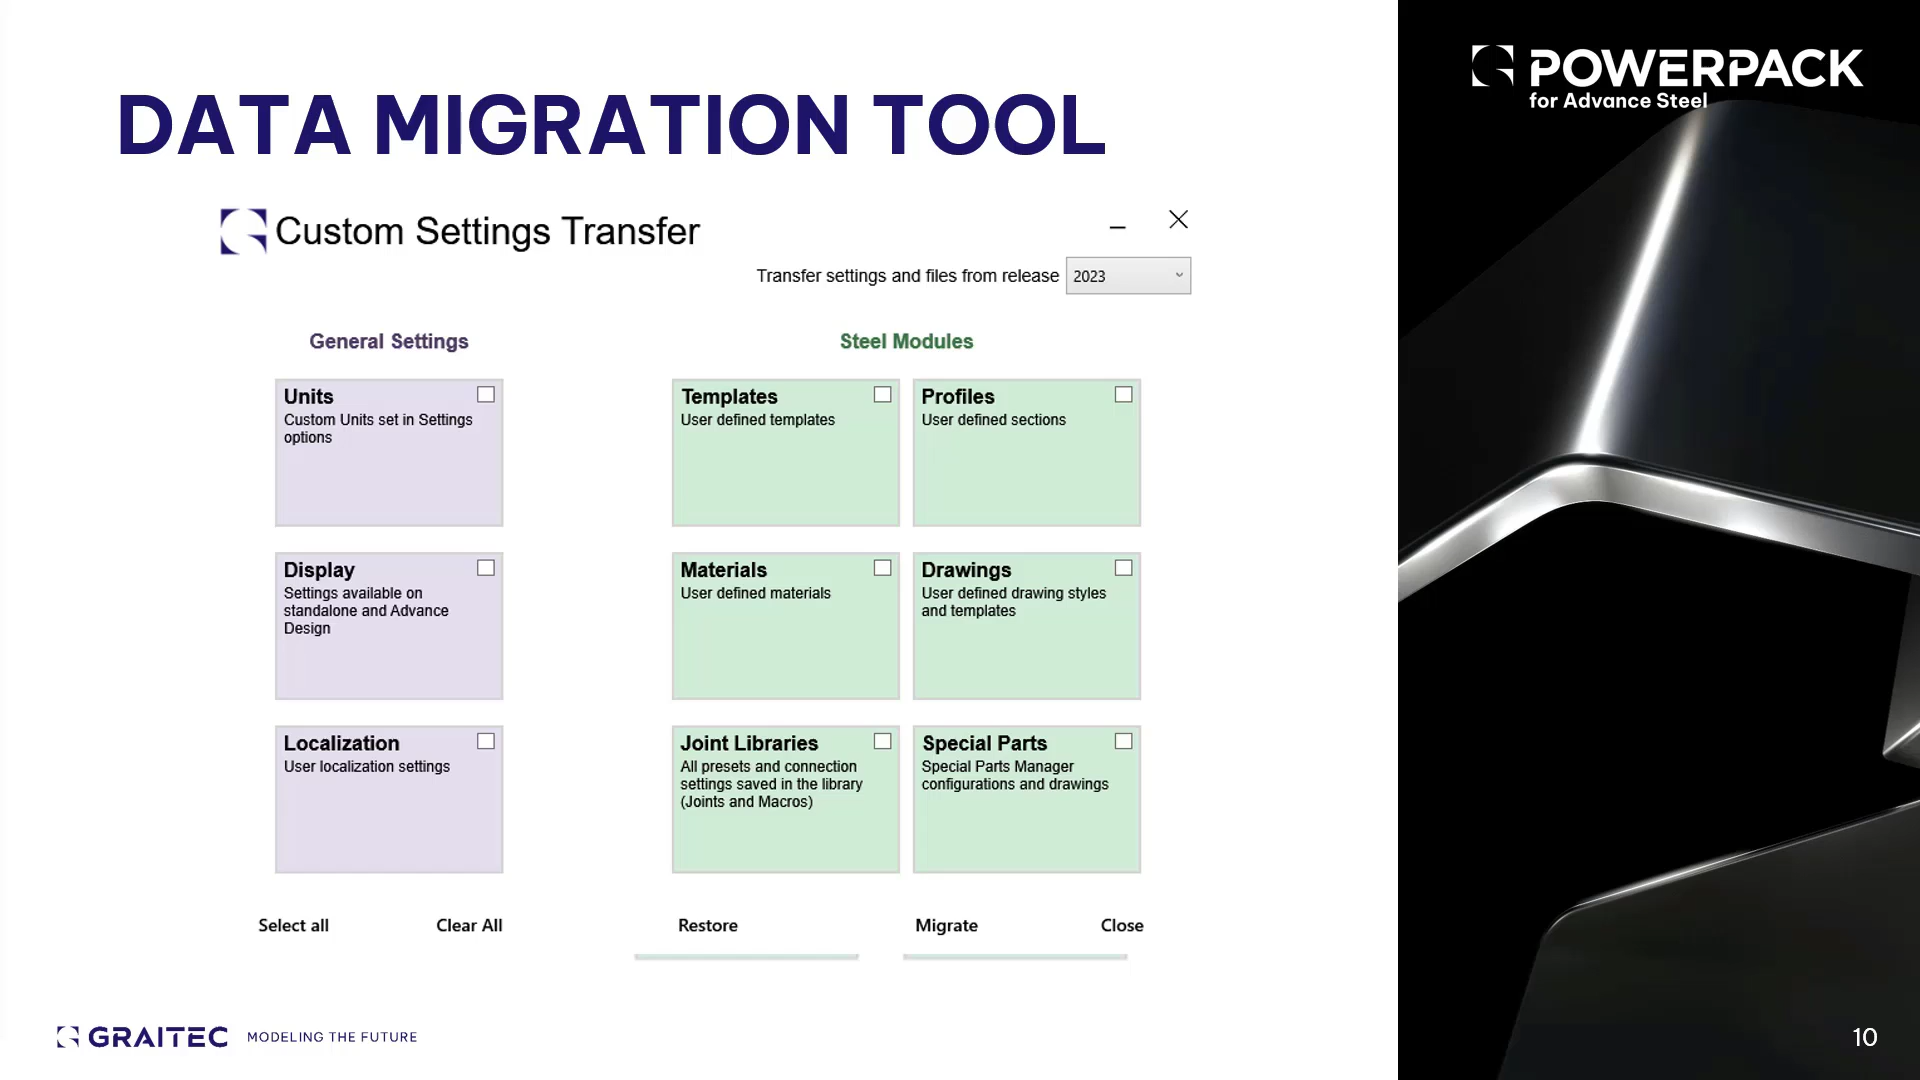 POWERPACK
for Advance Steel
DATA MIGRATION TOOL
Custom Settings Transfer
Transfer settings and files from release 2023
General Settings
Steel Modules
Units
Custom Units set in Settings
options
Templates
User defined templates
Profiles
User defined sections
Display
Settings available on
standalone and Advance
Design
Materials
User defined materials
Drawings
User defined drawing styles
and templates
Localization
User localization settings
Joint Libraries
All presets and connection
settings saved in the library
(Joints and Macros)
Special Parts
Special Parts Manager
configurations and drawings
Select all
Clear All
Restore
Migrate
Close
GRAITEC MODELING THE FUTURE
10